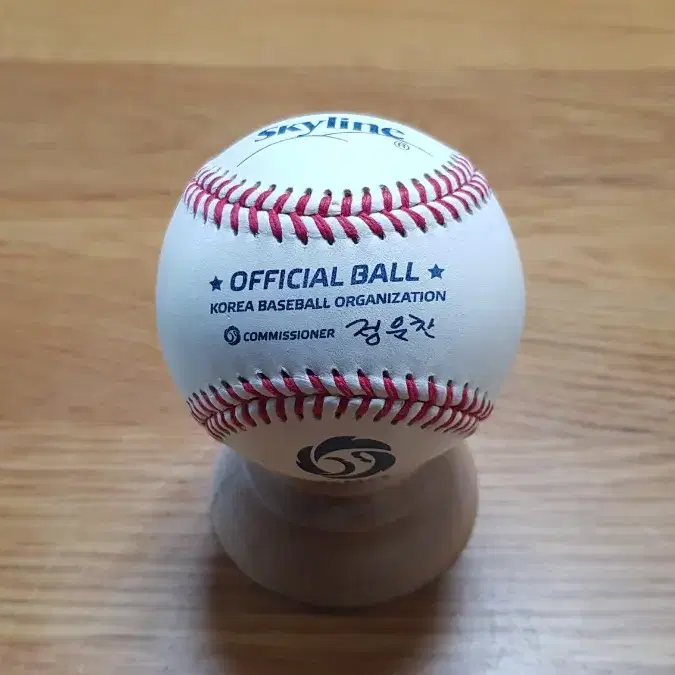 skyline ®
★ OFFICIAL BALL ★
KOREA BASEBALL ORGANIZATION
COMMISSIONER 정운찬